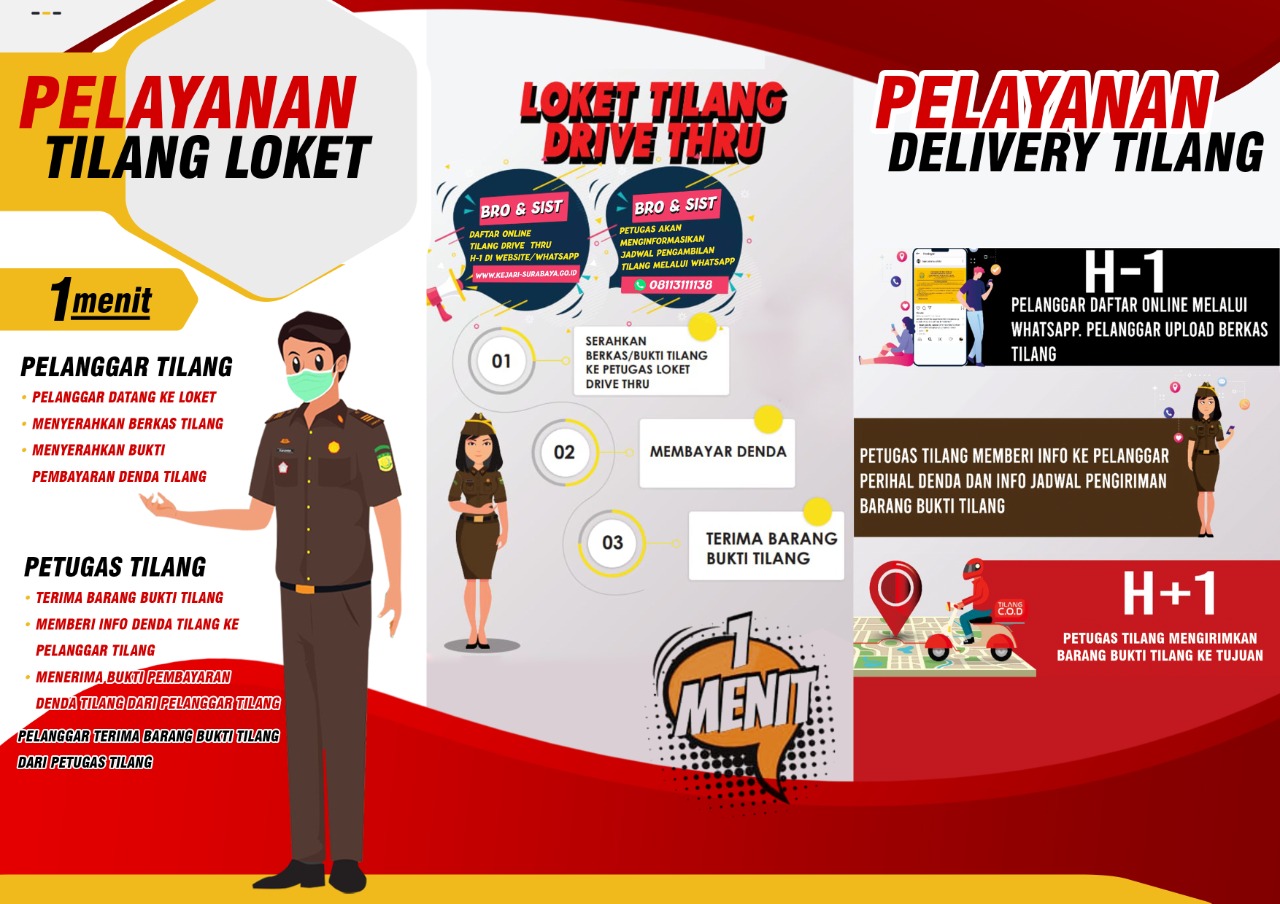 PELAYANAN
TILANG LOKET
1 menit
PELANGGAR TILANG
• PELANGGAR DATANG KE LOKET
• MENYERAHKAN BERKAS TILANG
• MENYERAHKAN BUKTI
PEMBAYARAN DENDA TILANG
PETUGAS TILANG
• TERIMA BARANG BUKTI TILANG
• MEMBERI INFO DENDA TILANG KE
PELANGGAR TILANG
• MENERIMA BUKTI PEMBAYARAN
DENDA TILANG DARI PELANGGAR TILANG
PELANGGAR TERIMA BARANG BUKTI TILANG
DARI PETUGAS TILANG
LOKET TILANG
DRIVE THRU
BRO & SIST
DAFTAR ONLINE
TILANG DRIVE THRU
H-1 DI WEBSITE/WHATSAPP
WWW.KEJARI-SURABAYA.GO.ID
BRO & SIST
PETUGAS AKAN
MENGINFORMASIKAN
JADWAL PENGAMBILAN
TILANG MELALUI WHATSAPP
08113111138
01
SERAHKAN
BERKAS/BUKTI TILANG
KE PETUGAS LOKET
DRIVE THRU
02
MEMBAYAR DENDA
03
TERIMA BARANG
BUKTI TILANG
1
MENIT
PELAYANAN
DELIVERY TILANG
H-1
PELANGGAR DAFTAR ONLINE MELALUI
WHATSAPP. PELANGGAR UPLOAD BERKAS
TILANG
PETUGAS TILANG MEMBERI INFO KE PELANGGAR
PERIHAL DENDA DAN INFO JADWAL PENGIRIMAN
BARANG BUKTI TILANG
TILANG
C.O.D
H+1
PETUGAS TILANG MENGIRIMKAN
BARANG BUKTI TILANG KE TUJUAN